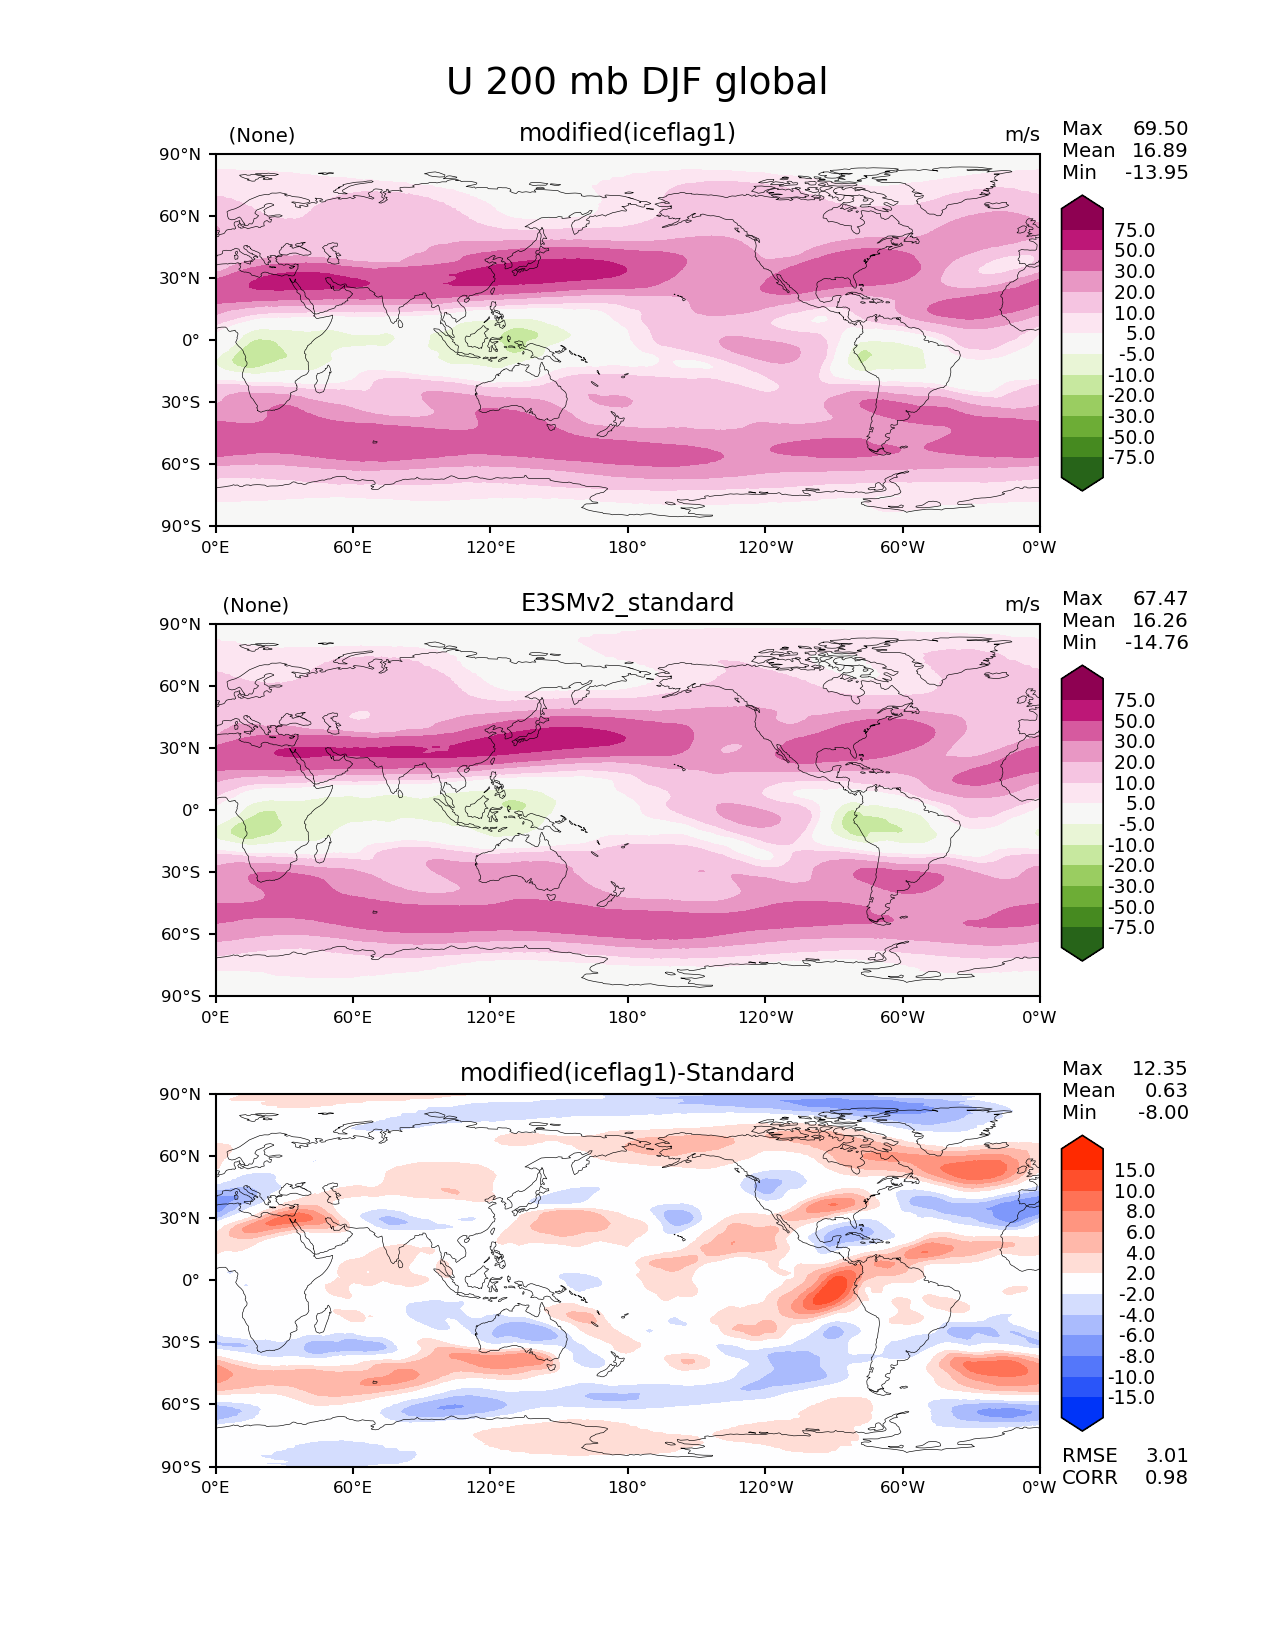 U 200 mb DJF global
(None) modified(iceflag1) m/s
Max 69.50
Mean 16.89
Min -13.95
90°N
60°N
30°N
0°
30°S
60°S
90°S
0°E 60°E 120°E 180° 120°W 60°W 0°W
75.0
50.0
30.0
20.0
10.0
5.0
-5.0
-10.0
-20.0
-30.0
-50.0
-75.0
(None) E3SMv2_standard m/s
Max 67.47
Mean 16.26
Min -14.76
90°N
60°N
30°N
0°
30°S
60°S
90°S
0°E 60°E 120°E 180° 120°W 60°W 0°W
75.0
50.0
30.0
20.0
10.0
5.0
-5.0
-10.0
-20.0
-30.0
-50.0
-75.0
modified(iceflag1)-Standard
Max 12.35
Mean 0.63
Min -8.00
90°N
60°N
30°N
0°
30°S
60°S
90°S
0°E 60°E 120°E 180° 120°W 60°W 0°W
15.0
10.0
8.0
6.0
4.0
2.0
-2.0
-4.0
-6.0
-8.0
-10.0
-15.0
RMSE 3.01
CORR 0.98